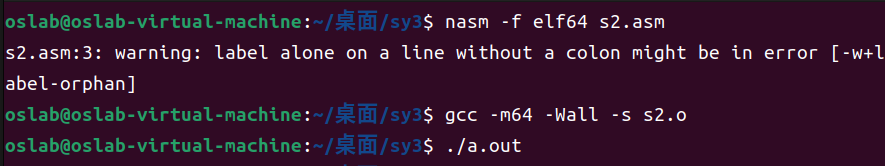 oslab@oslab-virtual-machine:~/桌面/sy3$ nasm -f elf64 s2.asm
s2.asm:3: warning: label alone on a line without a colon might be in error [-w+l
abel-orphan]
oslab@oslab-virtual-machine:~/桌面/sy3$ gcc -m64 -Wall -s s2.o
oslab@oslab-virtual-machine:~/桌面/sy3$ ./a.out